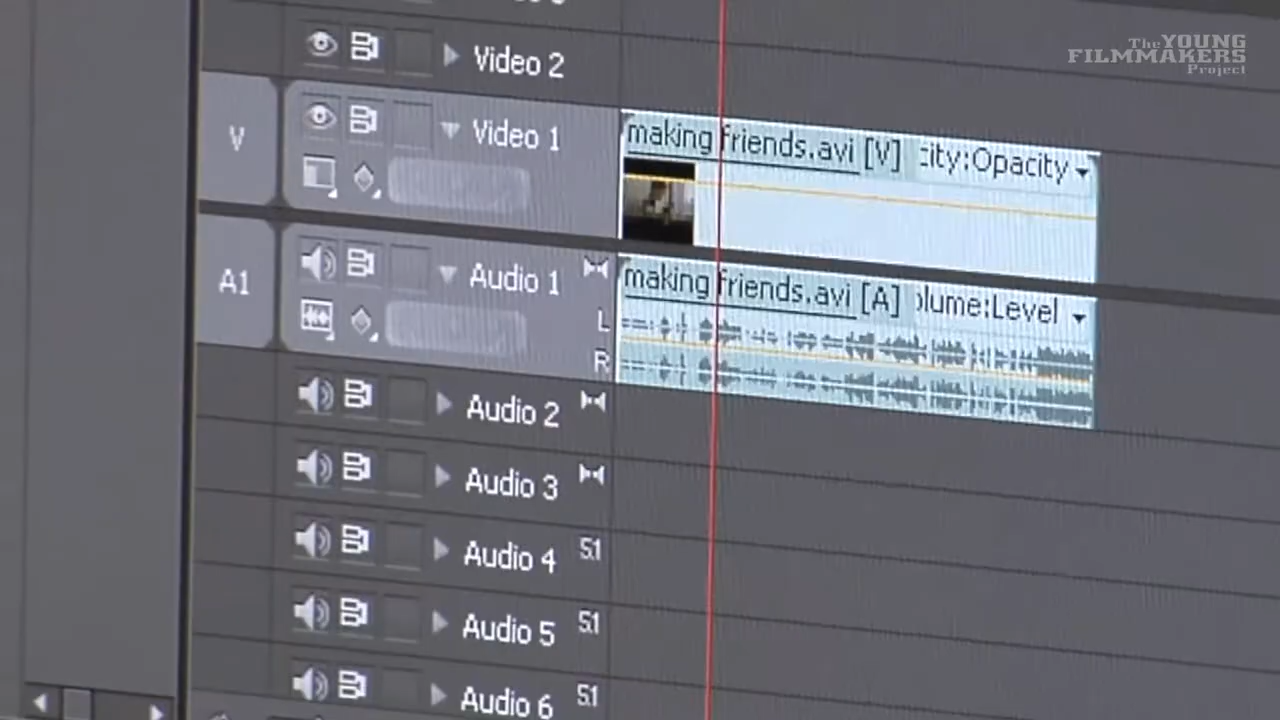 The YOUNG
FILMMAKERS
Project
Video 2
V
Video 1
making friends.avi [V] :ity:Opacity
A1
Audio 1
making friends.avi [A] olume:Level
L
R
Audio 2
Audio 3
Audio 4 5.1
Audio 5 5.1
Audio 6 5.1